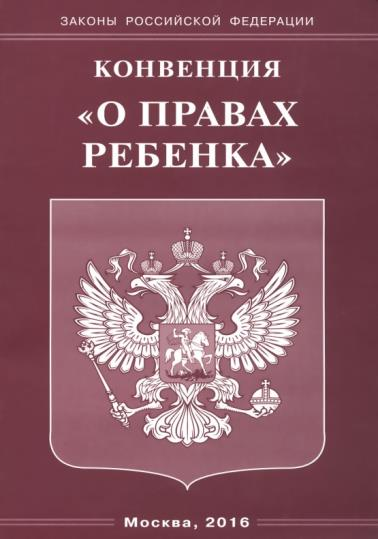 ЗАКОНЫ РОССИЙСКОЙ ФЕДЕРАЦИИ
КОНВЕНЦИЯ
«О ПРАВАХ
РЕБЕНКА»
Москва, 2016